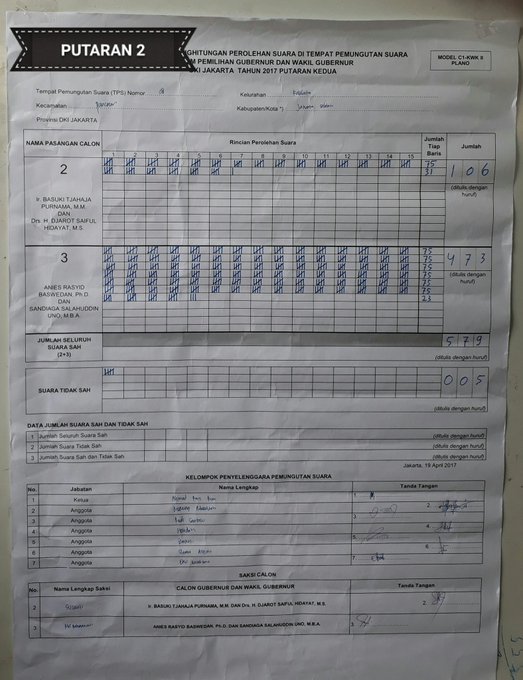 PUTARAN 2
GHITUNGAN PEROLEHAN SUARA DI TEMPAT PEMUNGUTAN SUARA
M PEMILIHAN GUBERNUR DAN WAKIL GUBERNUR
DKI JAKARTA TAHUN 2017 PUTARAN KEDUA
MODEL C1-KWK II PLANO
Tempat Pemungutan Suara (TPS) Nomor :
Kelurahan :
Kecamatan :
Kabupaten/Kota *) :
Provinsi DKI JAKARTA
NAMA PASANGAN CALON
Rincian Perolehan Suara
Jumlah Tiap Baris
Jumlah
1 2 3 4 5 6 7 8 9 10 11 12 13 14 15
2
75
31
1 0 6
(ditulis dengan huruf)
Ir. BASUKI TJAHAJA
PURNAMA, M.M.
DAN
Drs. H. DJAROT SAIFUL
HIDAYAT, M.S.
3
75
75
75
75
75
75
23
4 7 3
(ditulis dengan huruf)
ANIES RASYID
BASWEDAN, Ph.D.
DAN
SANDIAGA SALAHUDDIN
UNO, M.B.A.
JUMLAH SELURUH
SUARA SAH
(2+3)
5 7 9
(ditulis dengan huruf)
SUARA TIDAK SAH
0 0 5
(ditulis dengan huruf)
DATA JUMLAH SUARA SAH DAN TIDAK SAH
1 Jumlah Seluruh Suara Sah (ditulis dengan huruf)
2 Jumlah Suara Tidak Sah (ditulis dengan huruf)
3 Jumlah Suara Sah dan Tidak Sah (ditulis dengan huruf)
Jakarta, 19 April 2017
KELOMPOK PENYELENGGARA PEMUNGUTAN SUARA
No. Jabatan Nama Lengkap Tanda Tangan
1 Ketua 1.
2 Anggota 2.
3 Anggota 3.
4 Anggota 4.
5 Anggota 5.
6 Anggota 6.
7 Anggota 7.
SAKSI CALON
No. Nama Lengkap Saksi CALON GUBERNUR DAN WAKIL GUBERNUR Tanda Tangan
2 Ir. BASUKI TJAHAJA PURNAMA, M.M. DAN Drs. H. DJAROT SAIFUL HIDAYAT, M.S. 2
3 ANIES RASYID BASWEDAN, Ph.D. DAN SANDIAGA SALAHUDDIN UNO, M.B.A. 3